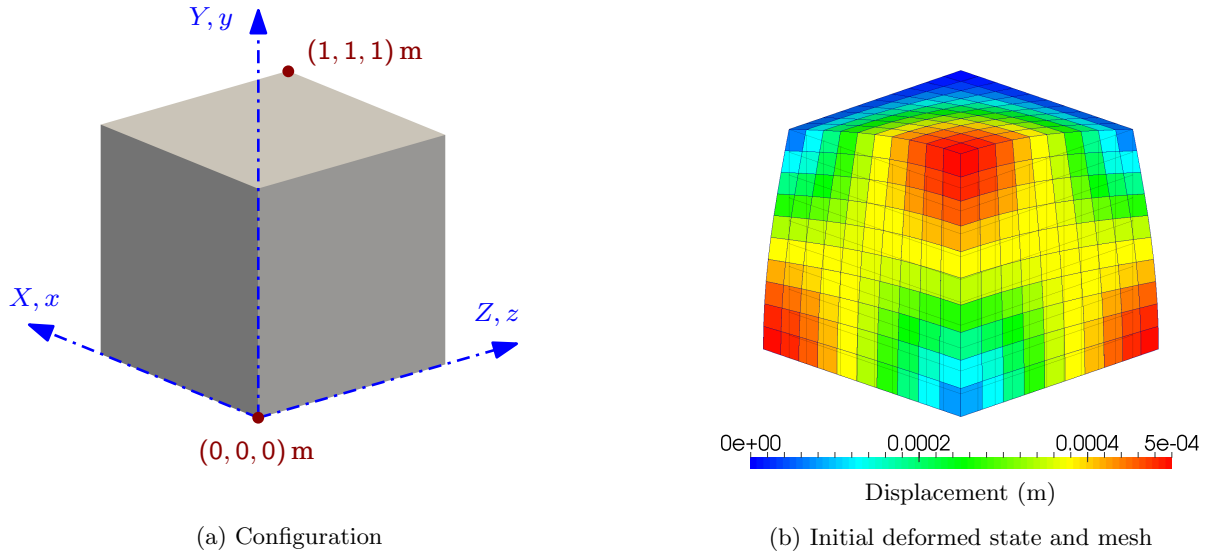 Y, y
(1, 1, 1) m
X, x
Z, z
(0, 0, 0) m
0e+00 0.0002 0.0004 5e-04
Displacement (m)
(a) Configuration
(b) Initial deformed state and mesh